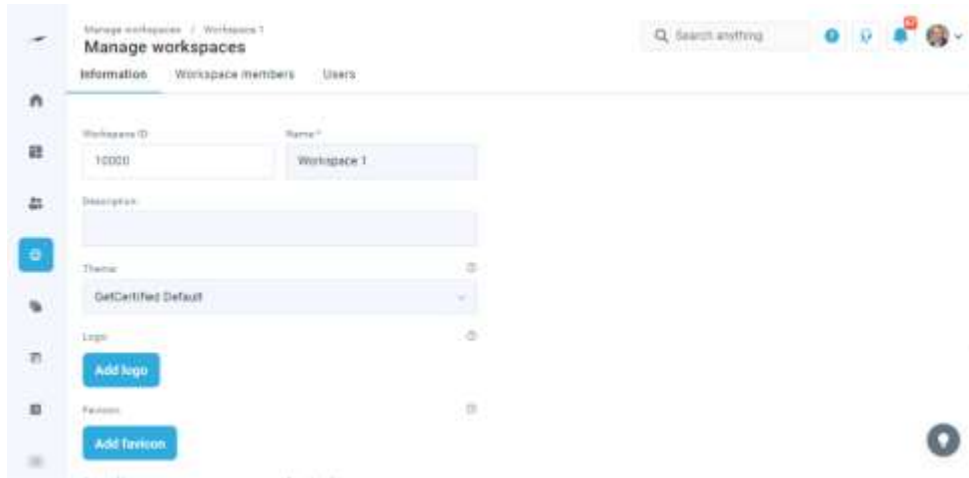 Manage workspaces / Workspace 1
Manage workspaces
Search anything
Information Workspace members Users
Workspace ID Name *
10000 Workspace 1
Description
Theme
GetCertified Default
Logo
Add logo
Favicon
Add favicon